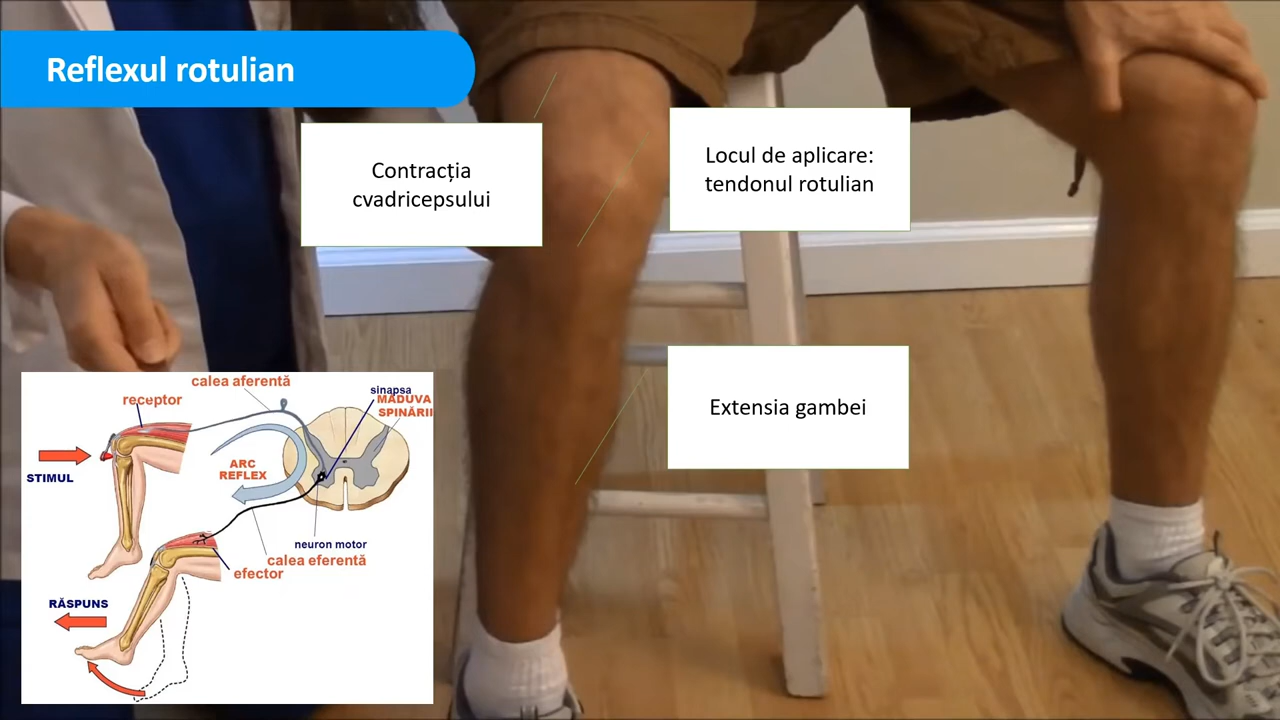 Reflexul rotulian
Contracția
cvadricepsului
Locul de aplicare:
tendonul rotulian
Extensia gambei
calea aferentă
receptor
sinapsa
MĂDUVA
SPINĂRII
STIMUL
ARC
REFLEX
neuron motor
calea eferentă
efector
RĂSPUNS